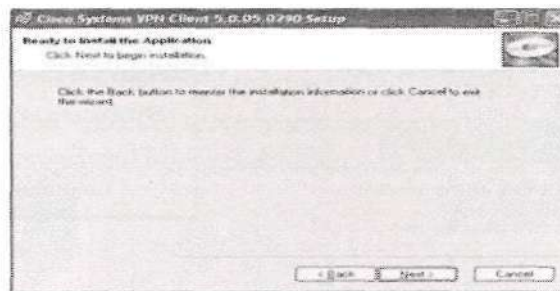 Cisco Systems VPN Client 5.0.05.0290 Setup
Ready to Install the Application
Click Next to begin installation.
Click the Back button to reenter the installation information or click Cancel to exit
the wizard.
< Back
Next >
Cancel